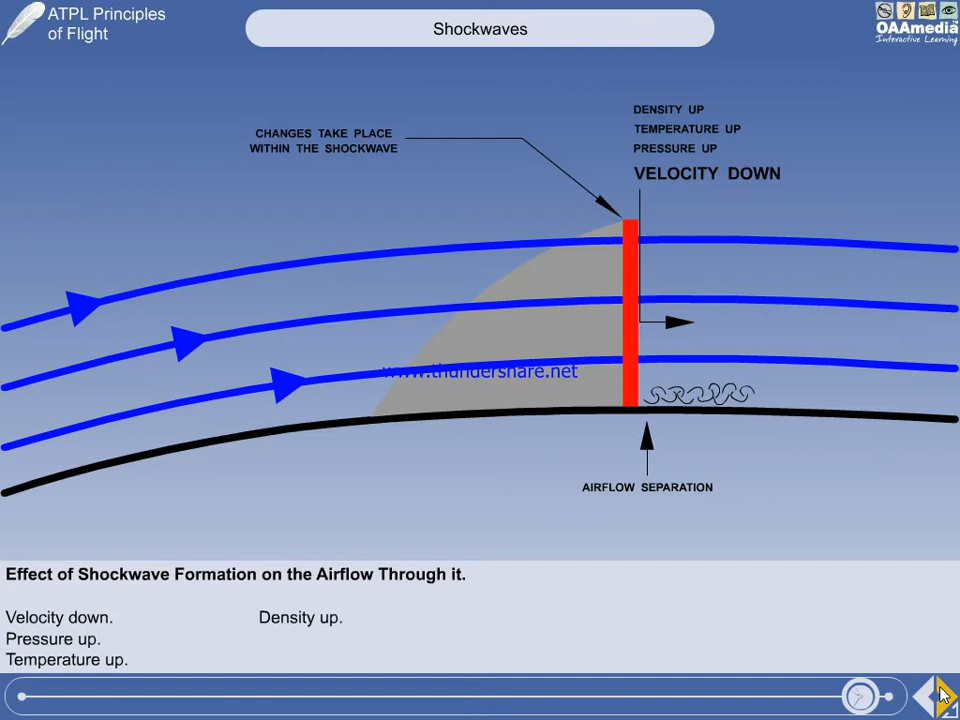 ATPL Principles
of Flight
Shockwaves
OAAmedia
Interactive Learning
DENSITY UP
TEMPERATURE UP
PRESSURE UP
VELOCITY DOWN
CHANGES TAKE PLACE
WITHIN THE SHOCKWAVE
www.thundershare.net
AIRFLOW SEPARATION
Effect of Shockwave Formation on the Airflow Through it.
Velocity down. Density up.
Pressure up.
Temperature up.